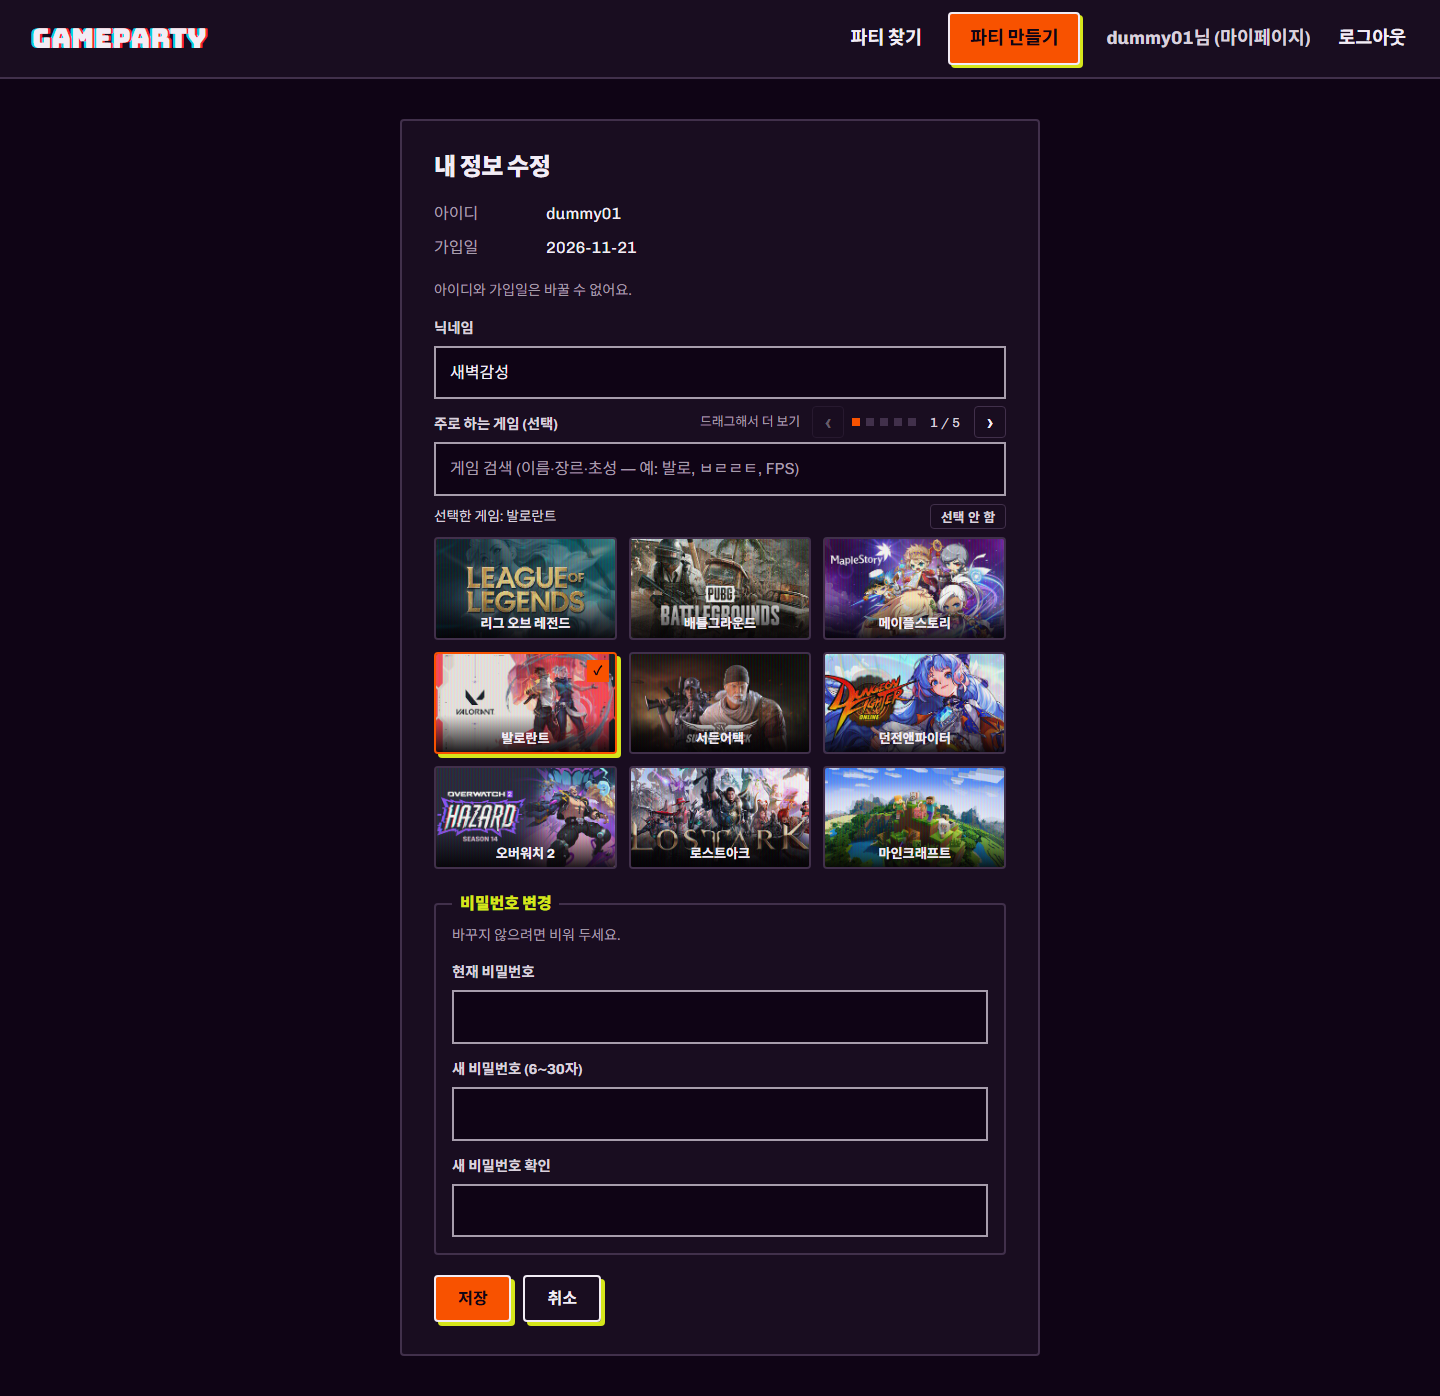 GAMEPARTY
파티 찾기
파티 만들기
dummy01님 (마이페이지)
로그아웃
내 정보 수정
아이디 dummy01
가입일 2026-11-21
아이디와 가입일은 바꿀 수 없어요.
닉네임
새벽감성
주로 하는 게임 (선택)
드래그해서 더 보기
‹
1 / 5
›
게임 검색 (이름·장르·초성 — 예: 발로, ㅂㄹㄹㅌ, FPS)
선택한 게임: 발로란트
선택 안 함
LEAGUE OF
LEGENDS
리그 오브 레전드
PUBG
BATTLEGROUNDS
배틀그라운드
MapleStory
메이플스토리
✓
VALORANT
발로란트
서든어택
DUNGEON
FIGHTER
ONLINE
던전앤파이터
OVERWATCH 2
HAZARD
SEASON 14
오버워치 2
LOST ARK
로스트아크
마인크래프트
비밀번호 변경
바꾸지 않으려면 비워 두세요.
현재 비밀번호
새 비밀번호 (6~30자)
새 비밀번호 확인
저장
취소